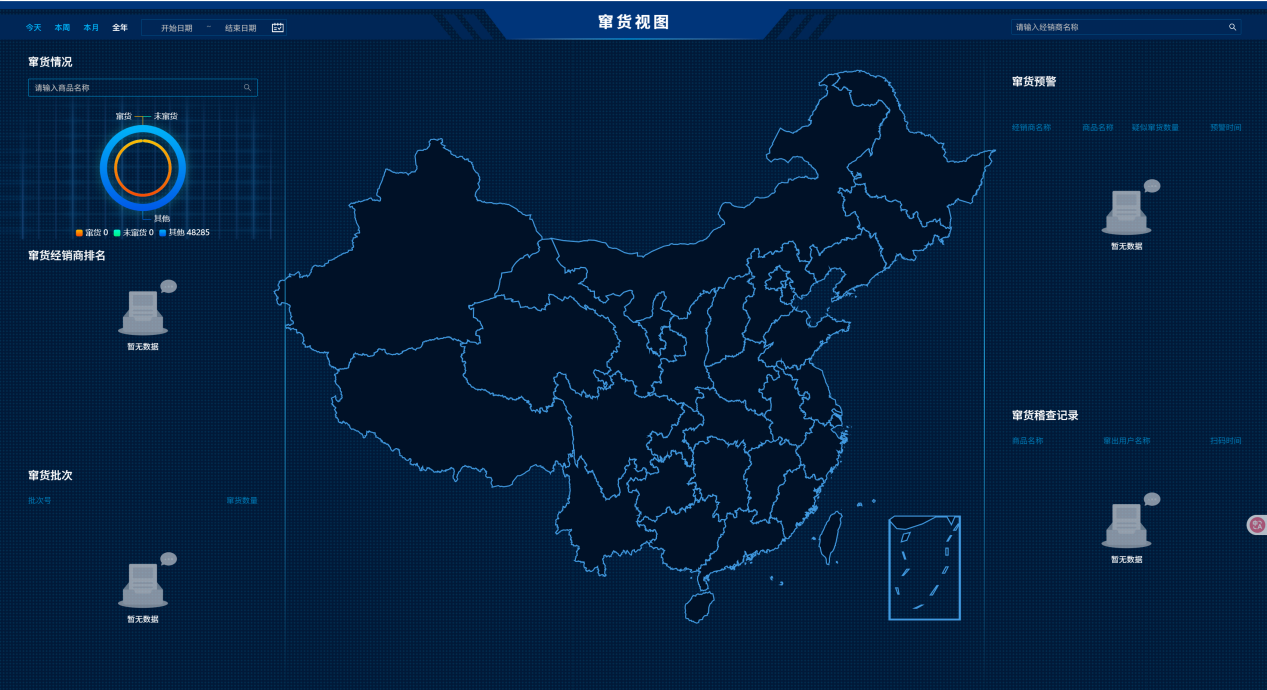 今天 本周 本月 全年 开始日期 ~ 结束日期
窜货视图
请输入经销商名称
窜货情况
请输入商品名称
窜货 未窜货
其他
窜货 0 未窜货 0 其他 48285
窜货经销商排名
暂无数据
窜货批次
批次号 窜货数量
暂无数据
窜货预警
经销商名称 商品名称 疑似窜货数量 预警时间
暂无数据
窜货稽查记录
商品名称 窜出用户名称 扫码时间
暂无数据